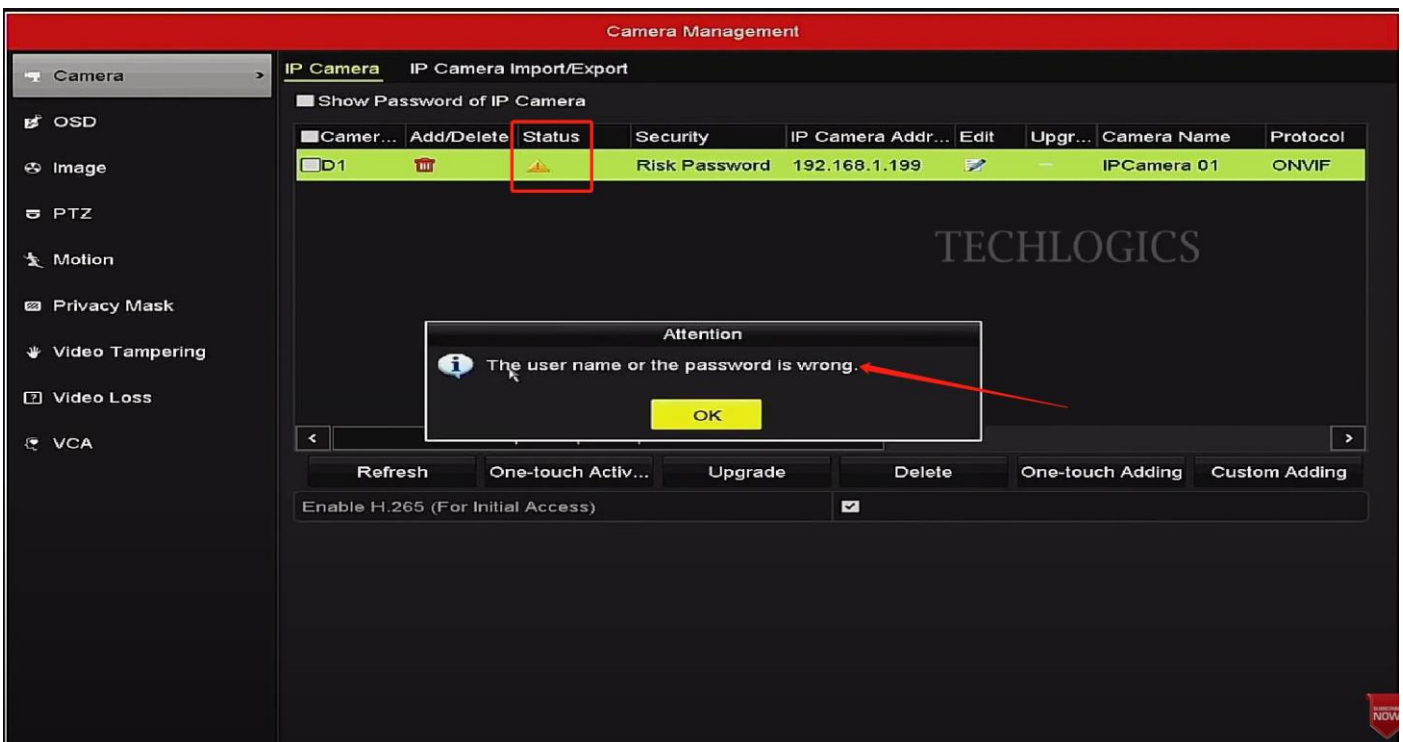 Camera Management
Camera >
OSD
Image
PTZ
Motion
Privacy Mask
Video Tampering
Video Loss
VCA
IP Camera IP Camera Import/Export
Show Password of IP Camera
Camer... Add/Delete Status Security IP Camera Addr... Edit Upgr... Camera Name Protocol
D1 Risk Password 192.168.1.199 IPCamera 01 ONVIF
TECHLOGICS
Attention
The user name or the password is wrong.
OK
< >
Refresh One-touch Activ... Upgrade Delete One-touch Adding Custom Adding
Enable H.265 (For Initial Access)
SUBSCRIBE
NOW